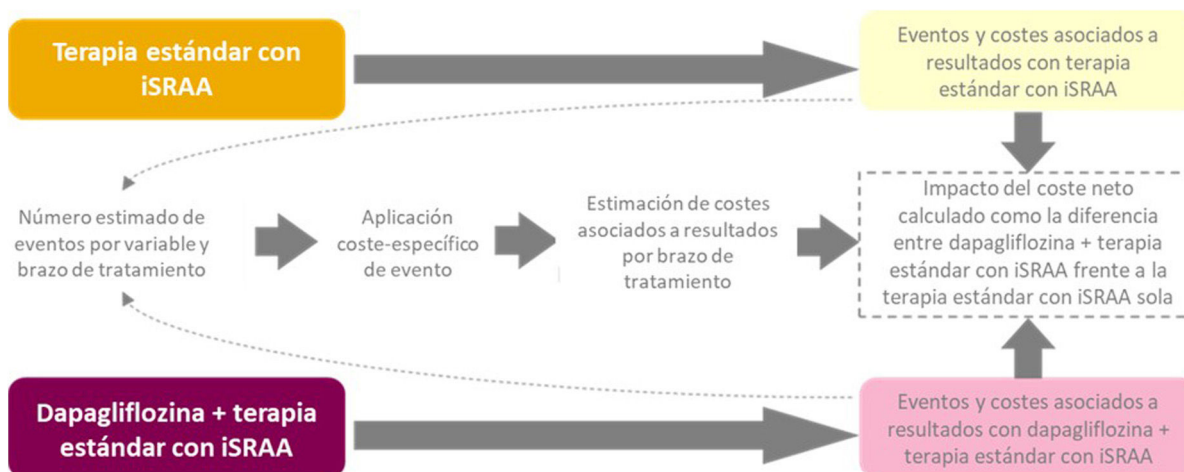 Terapia estándar con
iSRAA
Eventos y costes asociados a
resultados con terapia
estándar con iSRAA
Número estimado de
eventos por variable y
brazo de tratamiento
Aplicación
coste-específico
de evento
Estimación de costes
asociados a resultados
por brazo de
tratamiento
Impacto del coste neto
calculado como la diferencia
entre dapagliflozina + terapia
estándar con iSRAA frente a la
terapia estándar con iSRAA sola
Dapagliflozina + terapia
estándar con iSRAA
Eventos y costes asociados a
resultados con dapagliflozina +
terapia estándar con iSRAA